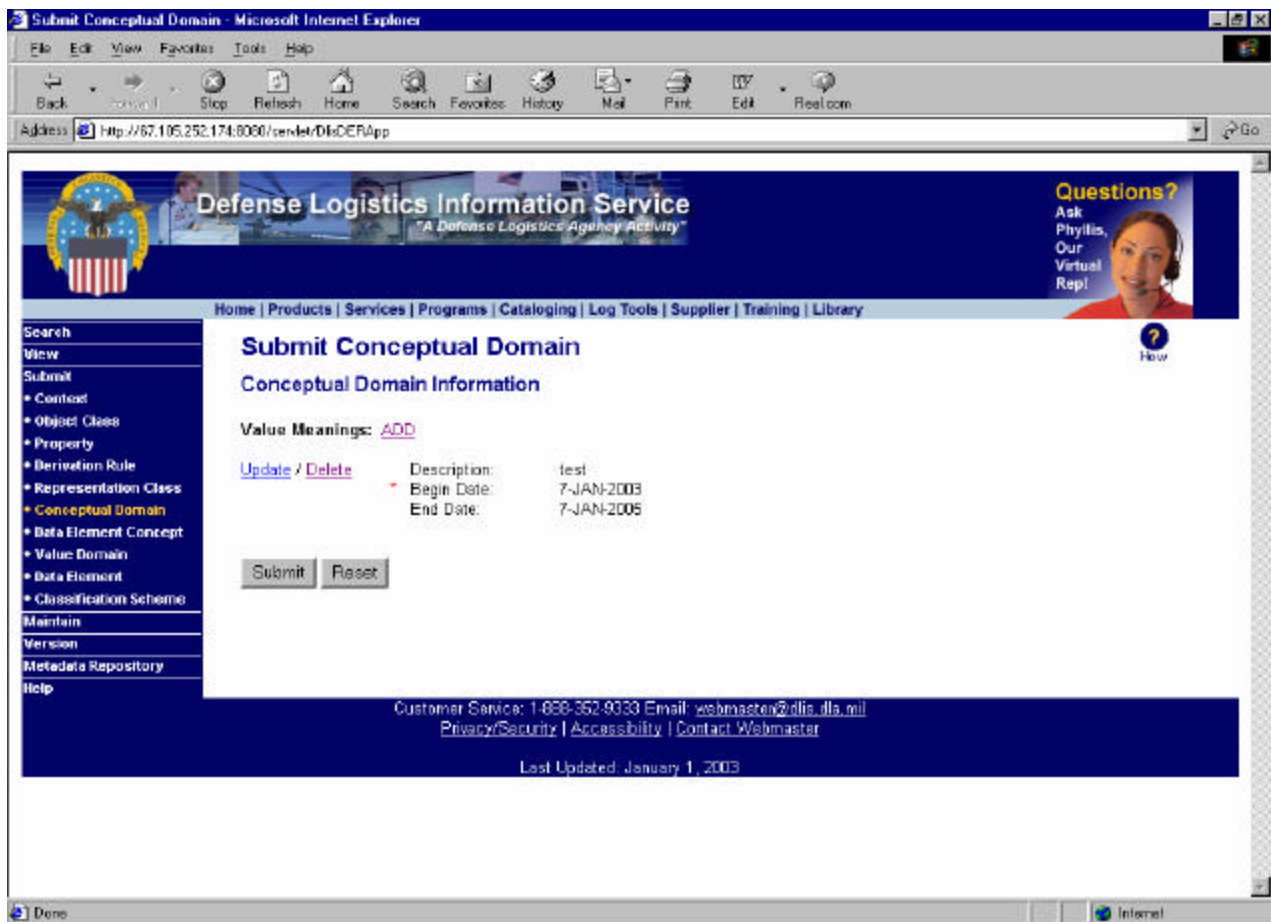 Submit Conceptual Domain - Microsoft Internet Explorer
File Edit View Favorites Tools Help
Back Forward Stop Refresh Home Search Favorites History Mail Print Edit Real.com
Address http://67.105.252.174:8080/servlet/DlisDERApp Go
Defense Logistics Information Service
"A Defense Logistics Agency Activity"
Questions?
Ask
Phyllis,
Our
Virtual
Rep!
Home | Products | Services | Programs | Cataloging | Log Tools | Supplier | Training | Library
Search
View
Submit
• Context
• Object Class
• Property
• Derivation Rule
• Representation Class
• Conceptual Domain
• Data Element Concept
• Value Domain
• Data Element
• Classification Scheme
Maintain
Version
Metadata Repository
Help
How
Submit Conceptual Domain
Conceptual Domain Information
Value Meanings: ADD
Update / Delete Description: test
* Begin Date: 7-JAN-2003
End Date: 7-JAN-2005
Submit Reset
Customer Service: 1-888-352-9333 Email: webmaster@dlis.dla.mil
Privacy/Security | Accessibility | Contact Webmaster
Last Updated: January 1, 2003
Done Internet